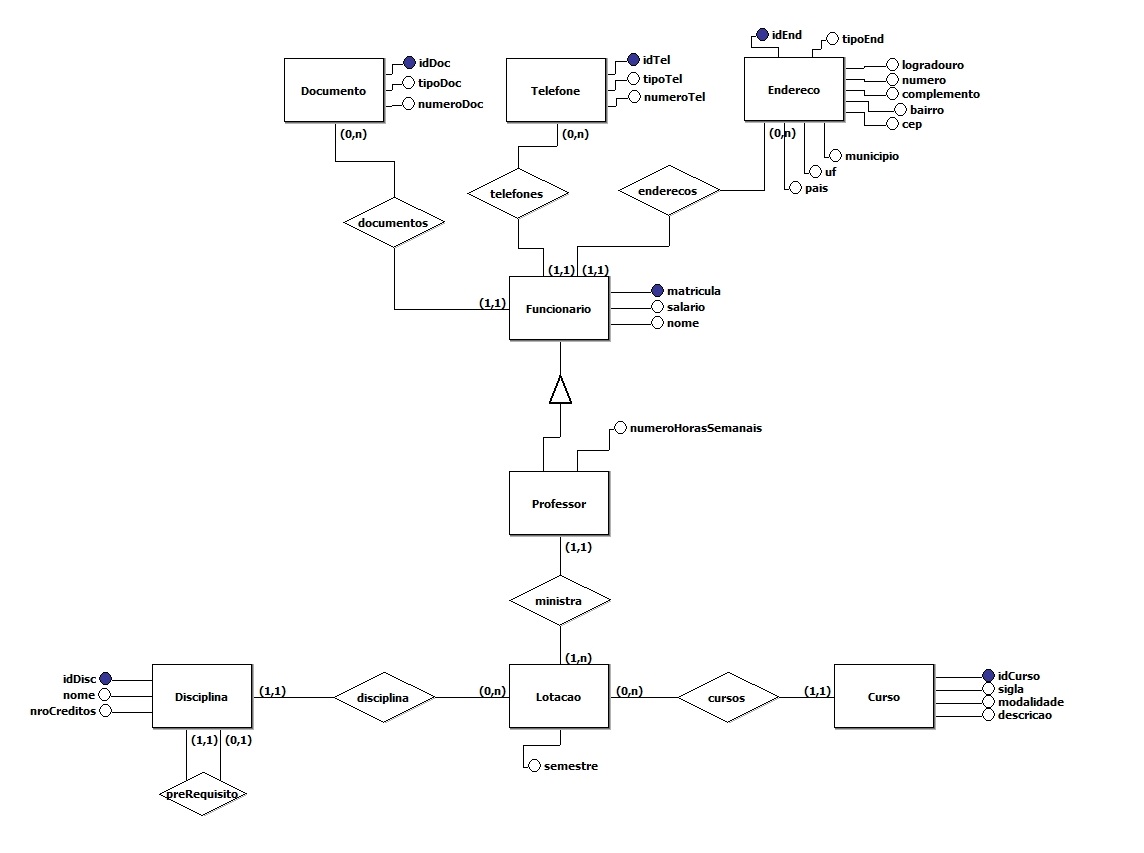 idEnd
tipoEnd
Documento
idDoc
tipoDoc
numeroDoc
(0,n)
Telefone
idTel
tipoTel
numeroTel
(0,n)
Endereco
logradouro
numero
complemento
bairro
cep
(0,n)
municipio
uf
pais
documentos
telefones
enderecos
(1,1)
(1,1)
(1,1)
Funcionario
matricula
salario
nome
numeroHorasSemanais
Professor
(1,1)
ministra
(1,n)
idDisc
nome
nroCreditos
Disciplina
(1,1)
disciplina
(0,n)
Lotacao
(0,n)
cursos
(1,1)
Curso
idCurso
sigla
modalidade
descricao
(1,1)
(0,1)
preRequisito
semestre